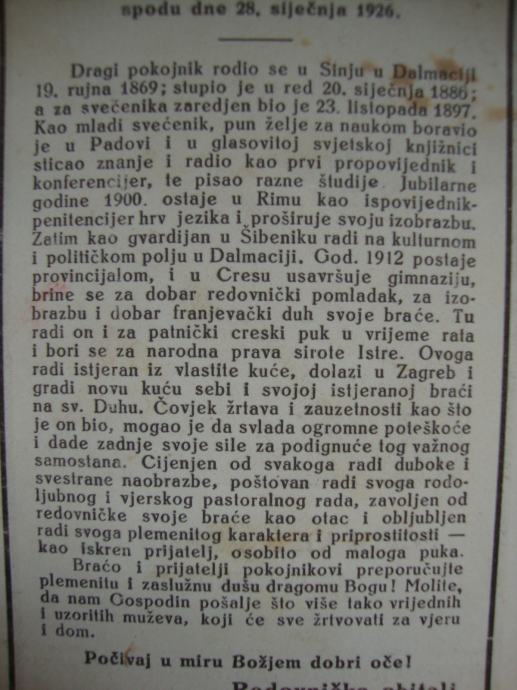 spodu dne 28. siječnja 1926.
Dragi pokojnik rodio se u Sinju u Dalmaciji
19. rujna 1869; stupio je u red 20. siječnja 1886;
a za svećenika zaredjen bio je 23. listopada 1897.
Kao mladi svećenik, pun želje za naukom boravio
je u Padovi i u glasovitoj svjetskoj knjižnici
sticao znanje i radio kao prvi propovijednik i
konferencijer, te pisao razne študije. Jubilarne
godine 1900. ostaje u Rimu kao ispovijednik-
penitencijer hrv jezika i proširuje svoju izobrazbu.
Zatim kao gvardijan u Šibeniku radi na kulturnom
i političkom polju u Dalmaciji. God. 1912 postaje
provincijalom, i u Cresu usavršuje gimnaziju,
brine se za dobar redovnički pomladak, za izo-
brazbu i dobar franjevački duh svoje braće. Tu
radi on i za patnički creski puk u vrijeme rata
i bori se za narodna prava sirote Istre. Ovoga
radi istjeran iz vlastite kuće, dolazi u Zagreb i
gradi novu kuću sebi i svojoj istjeranoj braći
na sv. Duhu. Čovjek žrtava i zauzetnosti kao što
je on bio, mogao je da svlada ogromne poteškoće
i dade zadnje svoje sile za podignuće tog važnog
samostana. Cijenjen od svakoga radi duboke i
svestrane naobrazbe, poštovan radi svoga rodo-
ljubnog i vjerskog pastoralnog rada, zavoljen od
redovničke svoje braće kao otac i obljubljen
radi svoga plemenitog karaktera i priprostitosti —
kao iskren prijatelj, osobito od maloga puka.
Braćo i prijatelji pokojnikovi preporučujte
plemenitu i zaslužnu dušu dragomu Bogu! Molite,
da nam Gospodin pošalje što više tako vrijednih
i uzoritih muževa, koji će sve žrtvovati za vjeru
i dom.
Počivaj u miru Božjem dobri oče!